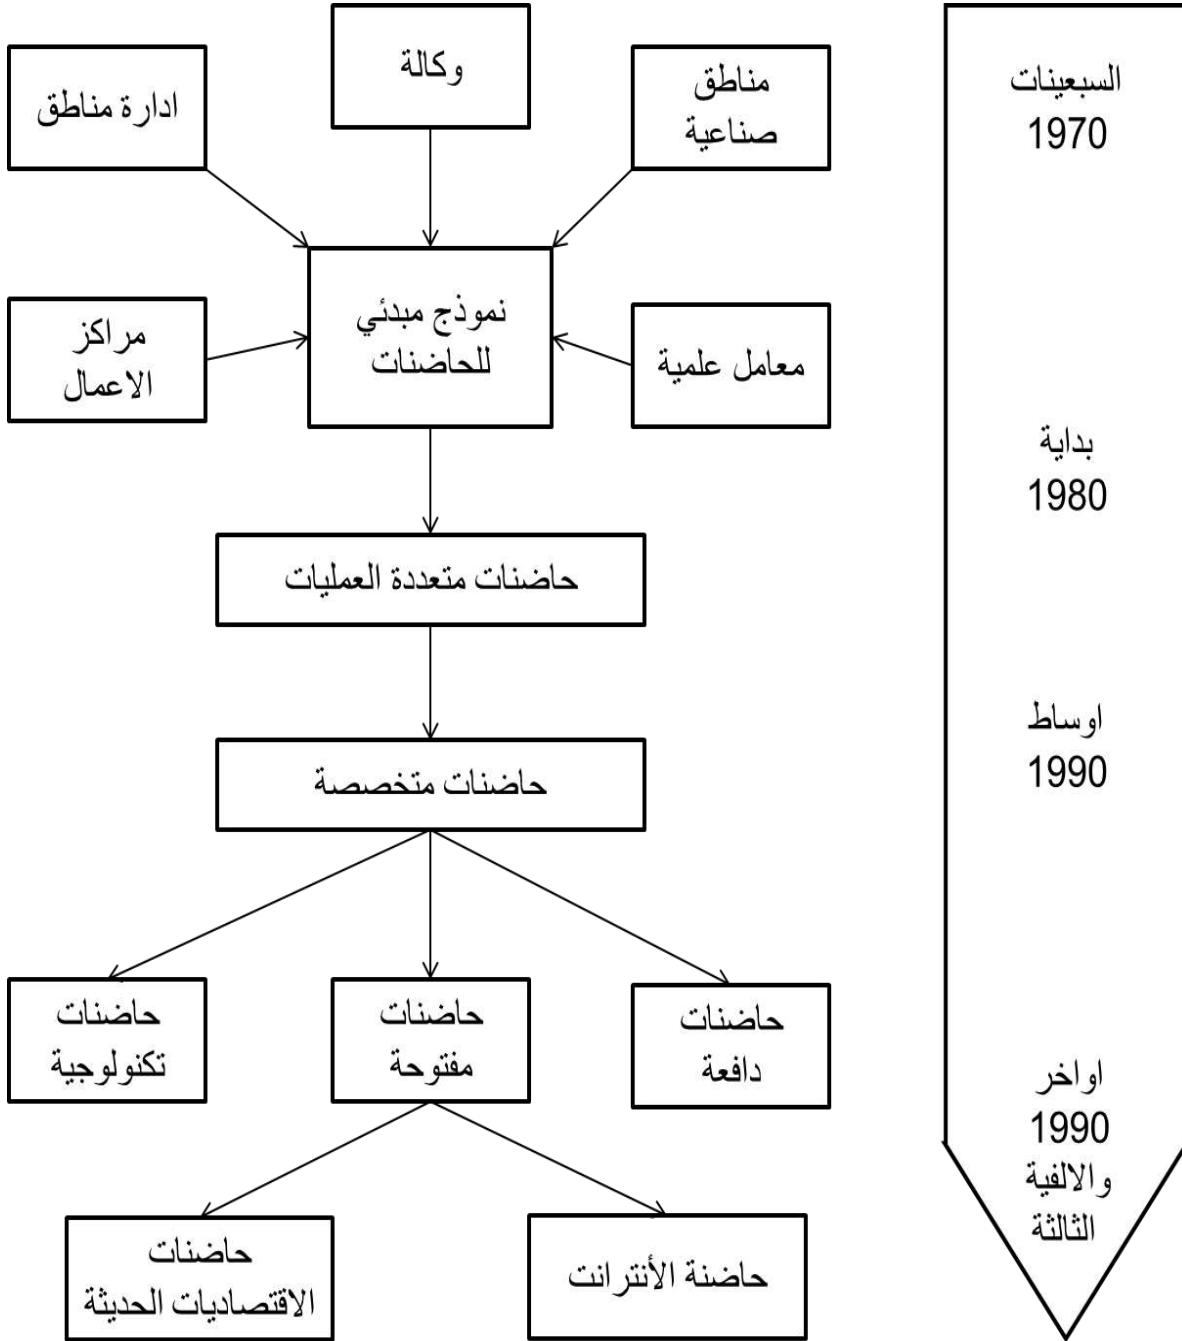 وكالة
مناطق
صناعية
ادارة مناطق
السبعينات
1970
نموذج مبدئي
للحاضنات
مراكز
الاعمال
معامل علمية
بداية
1980
حاضنات متعددة العمليات
اوساط
1990
حاضنات متخصصة
حاضنات
دافعة
حاضنات
مفتوحة
حاضنات
تكنولوجية
اواخر
1990
والالفية
الثالثة
حاضنة الأنترانت
حاضنات
الاقتصاديات الحديثة